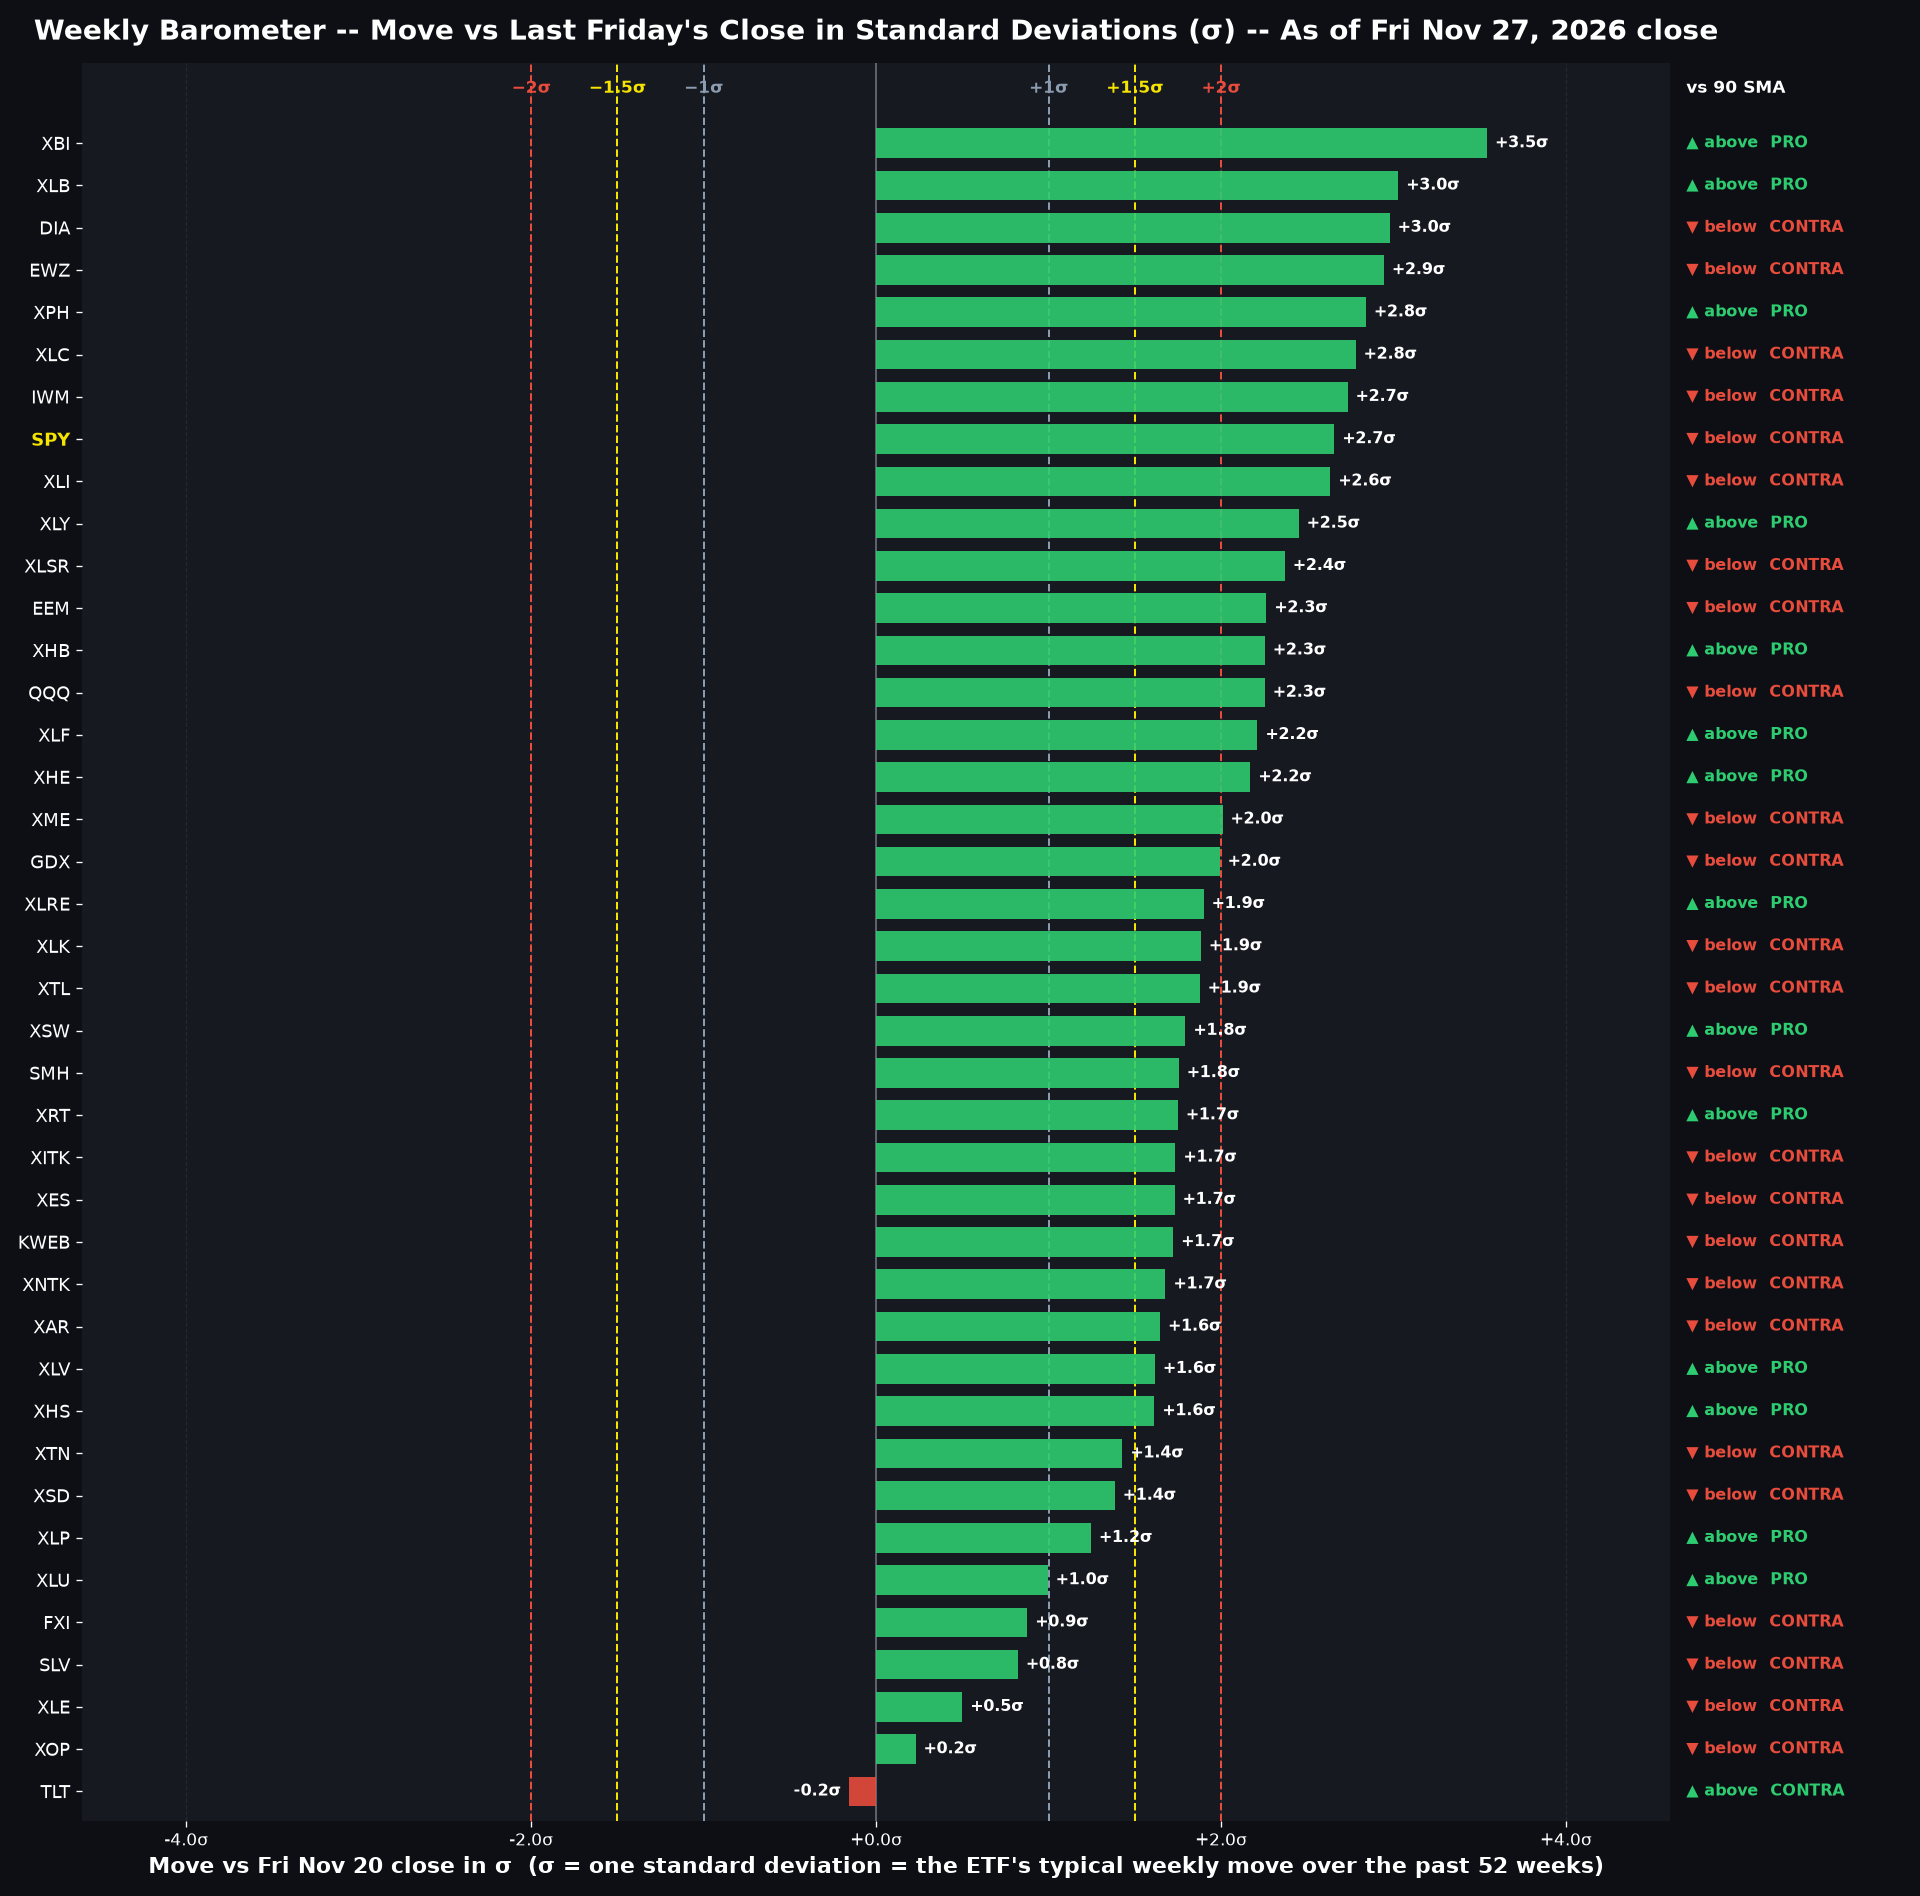 Weekly Barometer -- Move vs Last Friday's Close in Standard Deviations (σ) -- As of Fri Nov 27, 2026 close
−2σ −1.5σ −1σ +1σ +1.5σ +2σ vs 90 SMA
XBI +3.5σ ▲ above PRO
XLB +3.0σ ▲ above PRO
DIA +3.0σ ▼ below CONTRA
EWZ +2.9σ ▼ below CONTRA
XPH +2.8σ ▲ above PRO
XLC +2.8σ ▼ below CONTRA
IWM +2.7σ ▼ below CONTRA
SPY +2.7σ ▼ below CONTRA
XLI +2.6σ ▼ below CONTRA
XLY +2.5σ ▲ above PRO
XLSR +2.4σ ▼ below CONTRA
EEM +2.3σ ▼ below CONTRA
XHB +2.3σ ▲ above PRO
QQQ +2.3σ ▼ below CONTRA
XLF +2.2σ ▲ above PRO
XHE +2.2σ ▲ above PRO
XME +2.0σ ▼ below CONTRA
GDX +2.0σ ▼ below CONTRA
XLRE +1.9σ ▲ above PRO
XLK +1.9σ ▼ below CONTRA
XTL +1.9σ ▼ below CONTRA
XSW +1.8σ ▲ above PRO
SMH +1.8σ ▼ below CONTRA
XRT +1.7σ ▲ above PRO
XITK +1.7σ ▼ below CONTRA
XES +1.7σ ▼ below CONTRA
KWEB +1.7σ ▼ below CONTRA
XNTK +1.7σ ▼ below CONTRA
XAR +1.6σ ▼ below CONTRA
XLV +1.6σ ▲ above PRO
XHS +1.6σ ▲ above PRO
XTN +1.4σ ▼ below CONTRA
XSD +1.4σ ▼ below CONTRA
XLP +1.2σ ▲ above PRO
XLU +1.0σ ▲ above PRO
FXI +0.9σ ▼ below CONTRA
SLV +0.8σ ▼ below CONTRA
XLE +0.5σ ▼ below CONTRA
XOP +0.2σ ▼ below CONTRA
TLT -0.2σ ▲ above CONTRA
-4.0σ -2.0σ +0.0σ +2.0σ +4.0σ
Move vs Fri Nov 20 close in σ (σ = one standard deviation = the ETF's typical weekly move over the past 52 weeks)